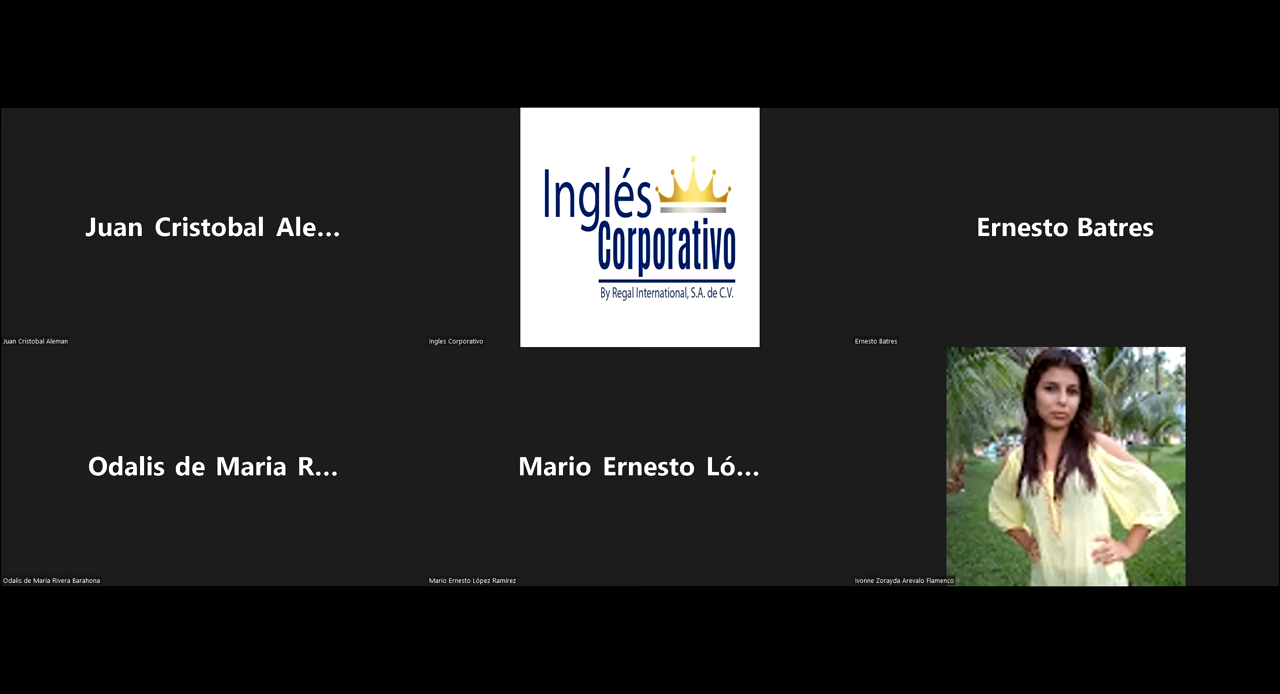 Juan Cristobal Ale...
Juan Cristobal Aleman
Inglés
Corporativo
By Regal International, S.A. de C.V.
Ingles Corporativo
Ernesto Batres
Ernesto Batres
Odalis de Maria R...
Odalis de Maria Rivera Barahona
Mario Ernesto Ló...
Mario Ernesto López Ramírez
Ivonne Zorayda Arevalo Flamenco